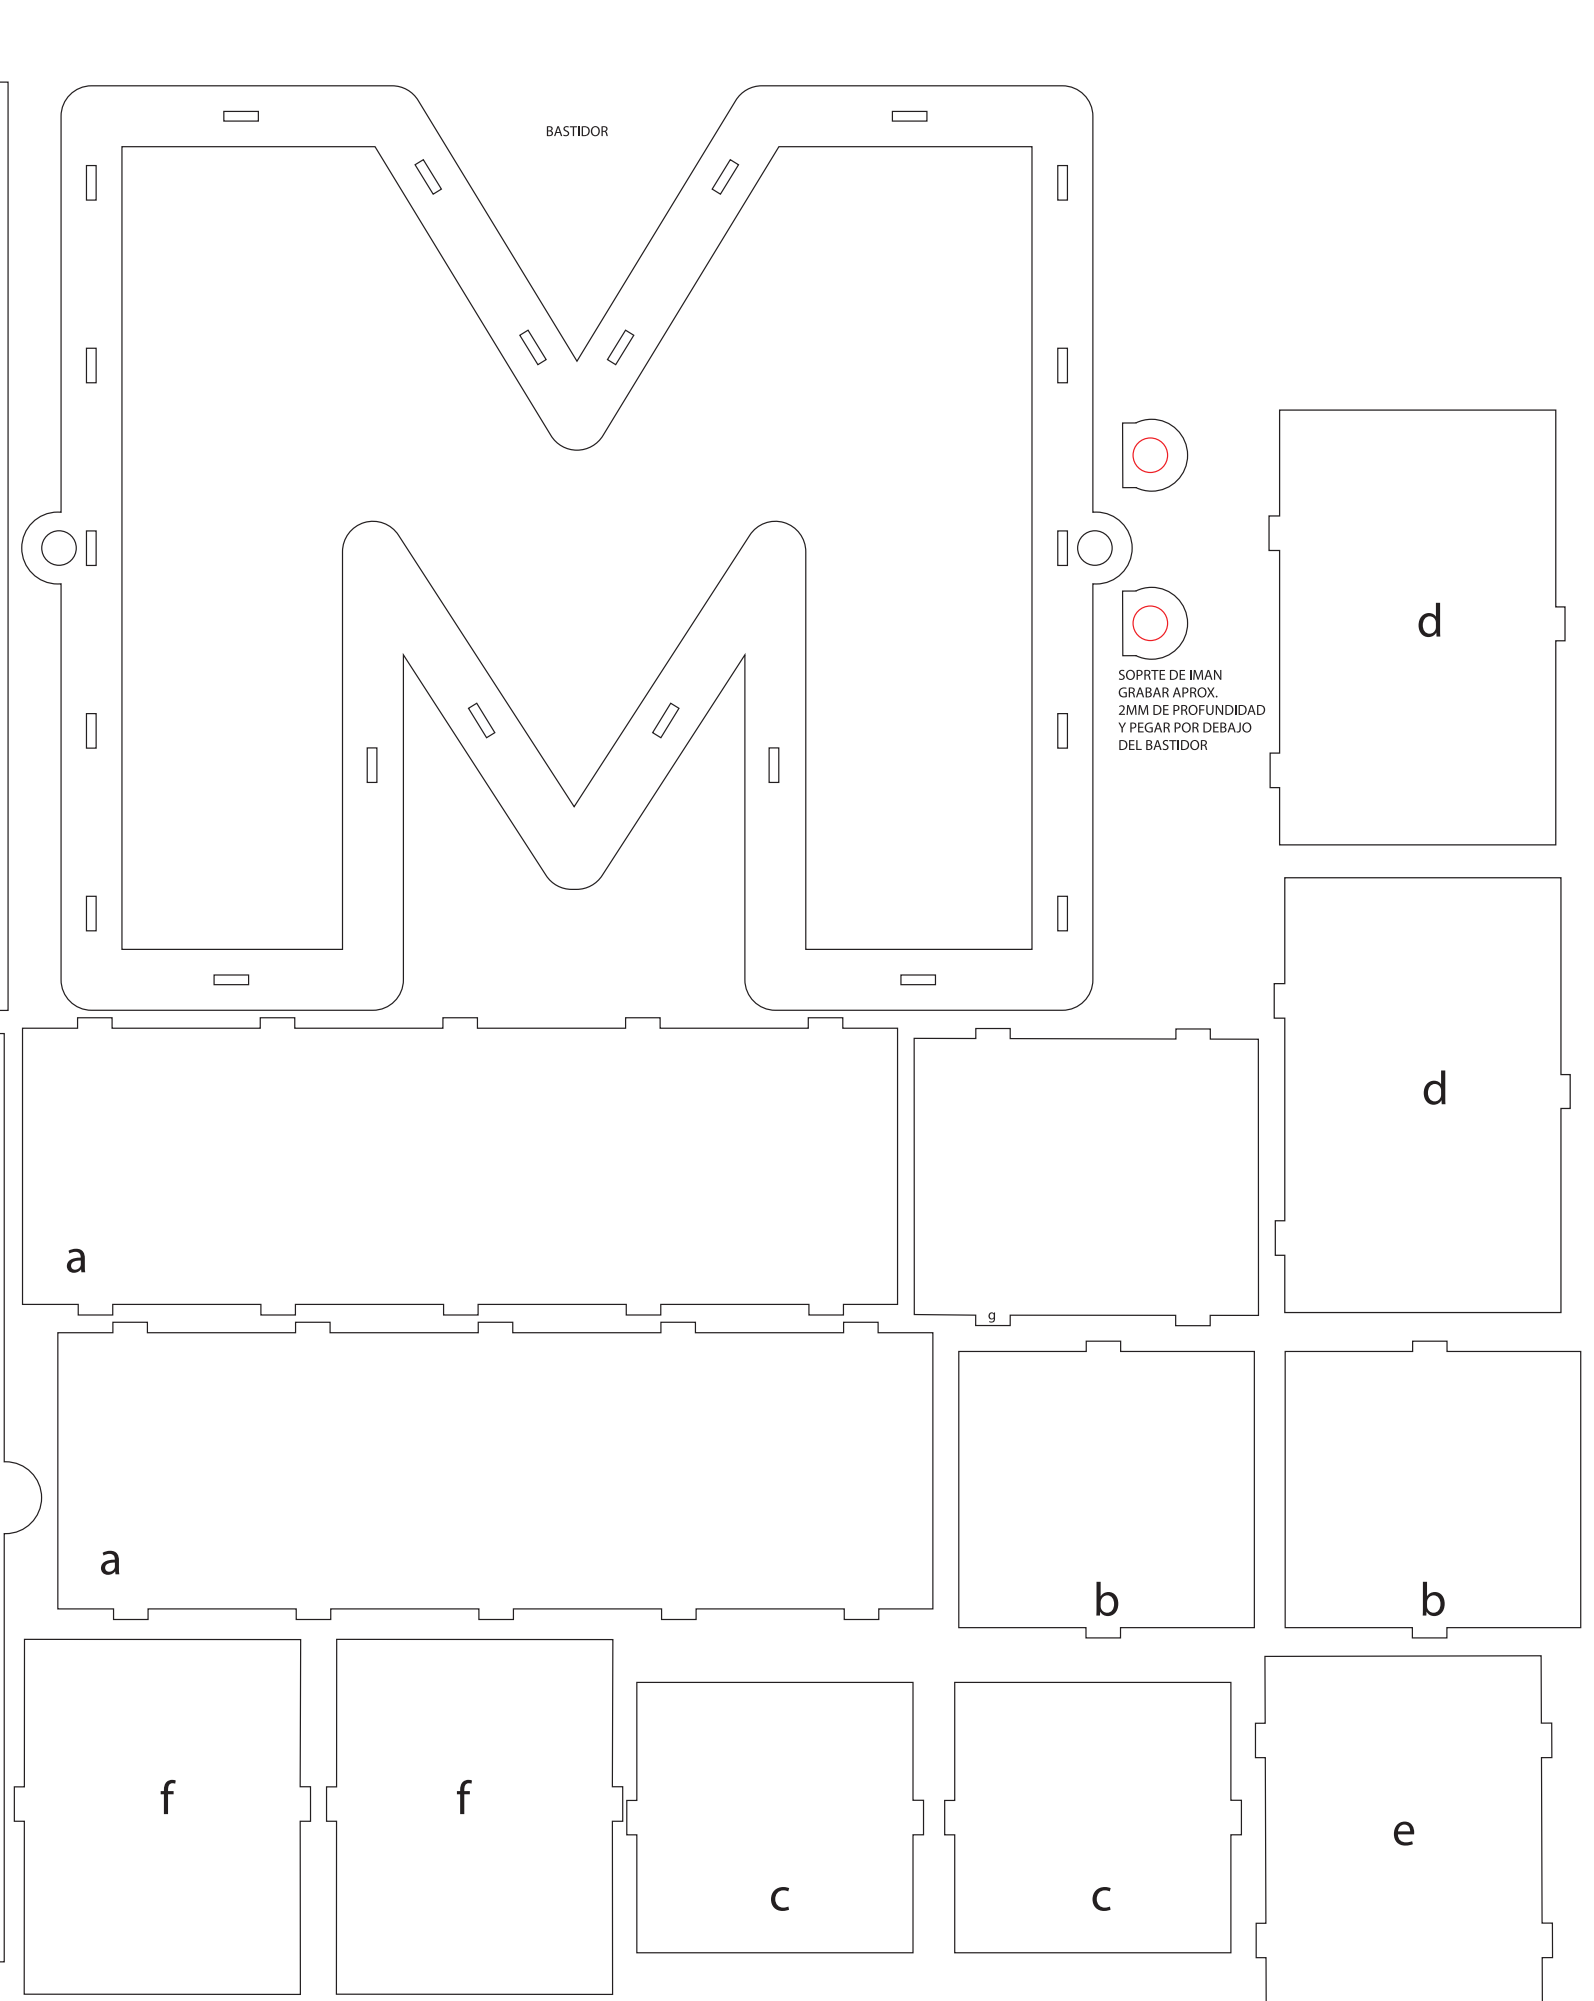 BASTIDOR
SOPRTE DE IMAN
GRABAR APROX.
2MM DE PROFUNDIDAD
Y PEGAR POR DEBAJO
DEL BASTIDOR
d
d
a
g
a
b
b
f
f
c
c
e